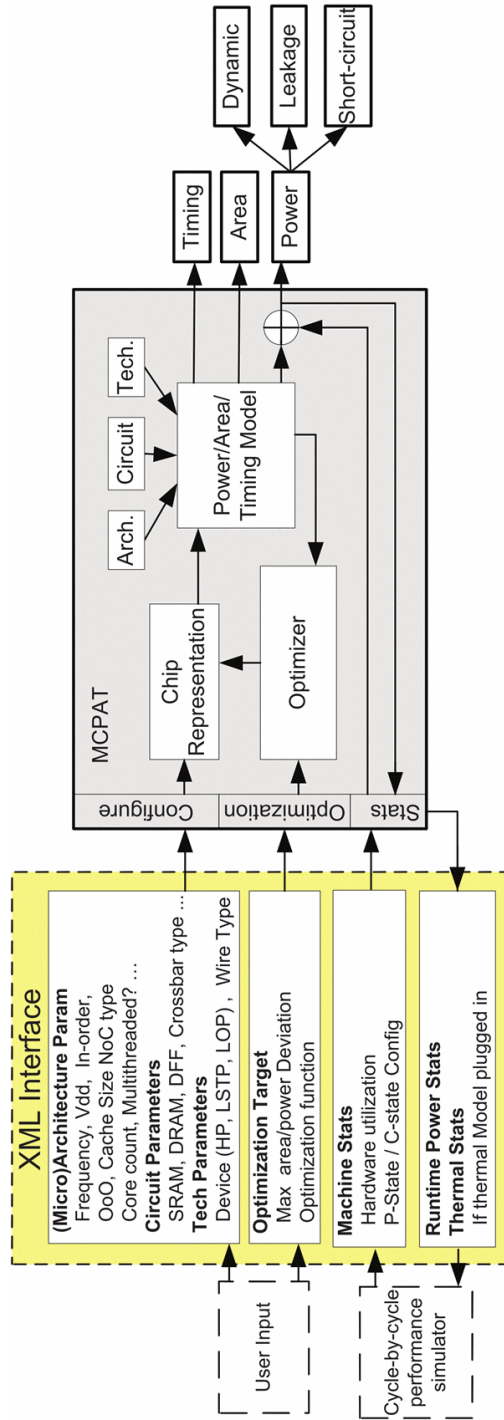 User Input
Cycle-by-cycle
performance
simulator
XML Interface
(Micro)Architecture Param
Frequency, Vdd, In-order,
OoO, Cache Size NoC type
Core count, Multithreaded? ...
Circuit Parameters
SRAM, DRAM, DFF, Crossbar type ...
Tech Parameters
Device (HP, LSTP, LOP) , Wire Type
Optimization Target
Max area/power Deviation
Optimization function
Machine Stats
Hardware utilization
P-State / C-state Config
Runtime Power Stats
Thermal Stats
If thermal Model plugged in
MCPAT
Configure
Optimization
Stats
Chip
Representation
Optimizer
Arch.
Circuit
Tech.
Power/Area/
Timing Model
Timing
Area
Power
Dynamic
Leakage
Short-circuit